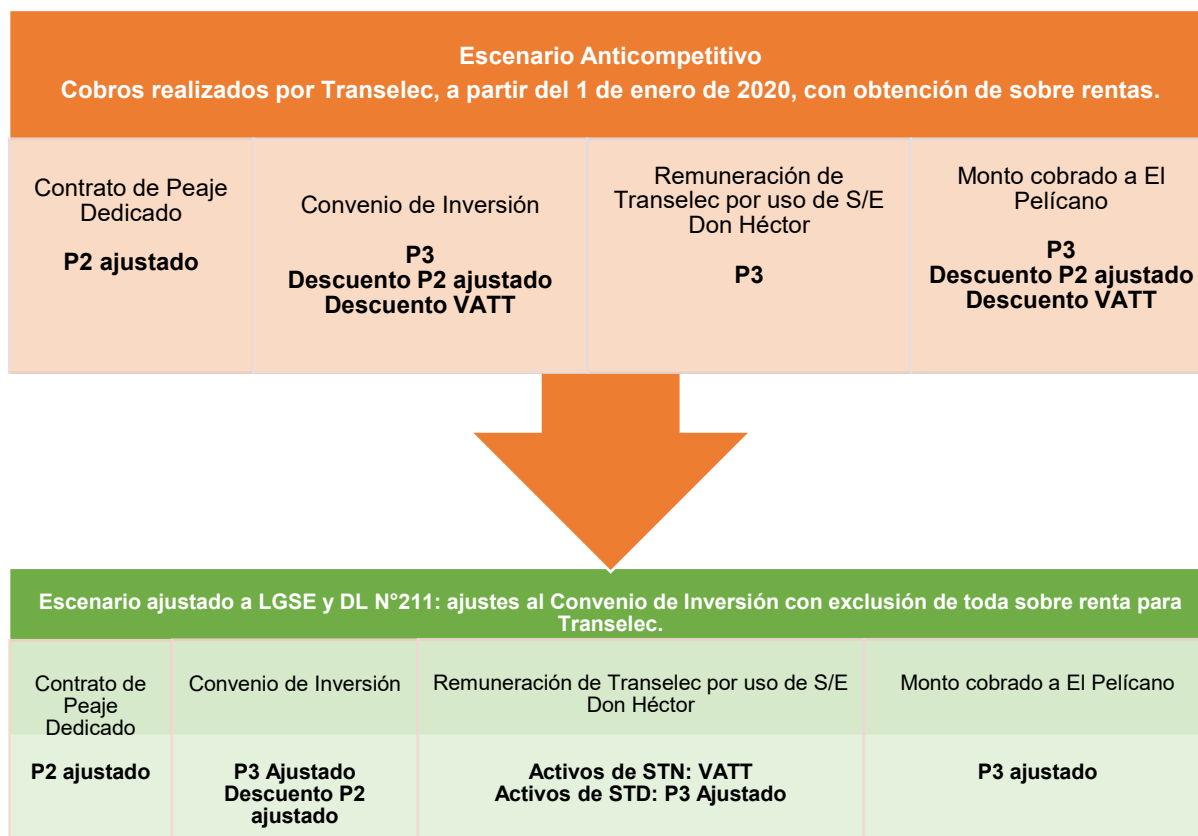 Escenario Anticompetitivo
Cobros realizados por Transelec, a partir del 1 de enero de 2020, con obtención de sobre rentas.
Contrato de Peaje
Dedicado
P2 ajustado
Convenio de Inversión
P3
Descuento P2 ajustado
Descuento VATT
Remuneración de
Transelec por uso de S/E
Don Héctor
P3
Monto cobrado a El
Pelícano
P3
Descuento P2 ajustado
Descuento VATT
Escenario ajustado a LGSE y DL N°211: ajustes al Convenio de Inversión con exclusión de toda sobre renta para
Transelec.
Contrato de
Peaje
Dedicado
Convenio de Inversión
Remuneración de Transelec por uso de S/E
Don Héctor
Monto cobrado a El Pelícano
P2 ajustado
P3 Ajustado
Descuento P2
ajustado
Activos de STN: VATT
Activos de STD: P3 Ajustado
P3 ajustado